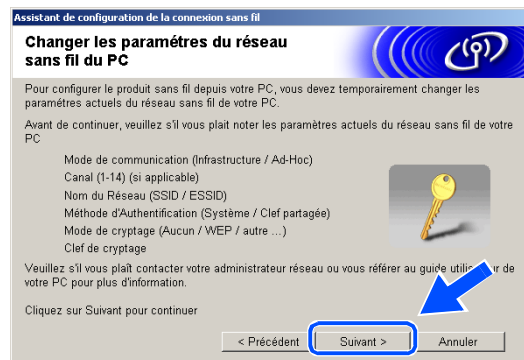 Assistant de configuration de la connexion sans fil
Changer les paramétres du réseau
sans fil du PC
Pour configurer le produit sans fil depuis votre PC, vous devez temporairement changer les
paramétres actuels du réseau sans fil de votre PC.
Avant de continuer, veuillez s'il vous plait noter les paramètres actuels du réseau sans fil de votre
PC
Mode de communication (Infrastructure / Ad-Hoc)
Canal (1-14) (si applicable)
Nom du Réseau (SSID / ESSID)
Méthode d'Authentification (Système / Clef partagée)
Mode de cryptage (Aucun / WEP / autre ...)
Clef de cryptage
Veuillez s'il vous plaît contacter votre administrateur réseau ou vous référer au guide de
votre PC pour plus d'information.
Cliquez sur Suivant pour continuer
< Précédent Suivant > Annuler